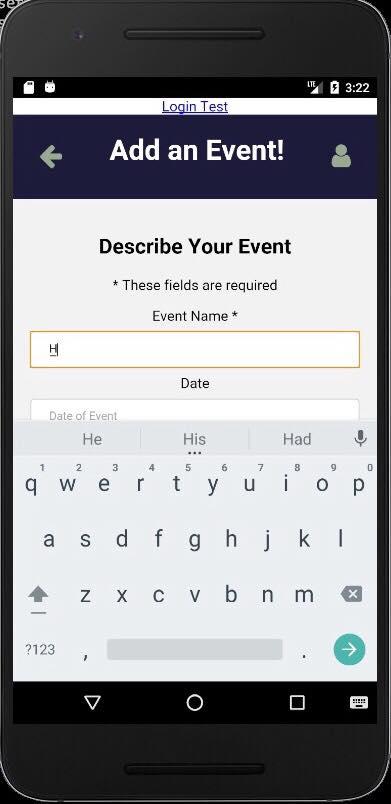 3:22
Login Test
Add an Event!
Describe Your Event
* These fields are required
Event Name *
H
Date
Date of Event
He His Had
1 2 3 4 5 6 7 8 9 0
q w e r t y u i o p
a s d f g h j k l
z x c v b n m
?123 , .